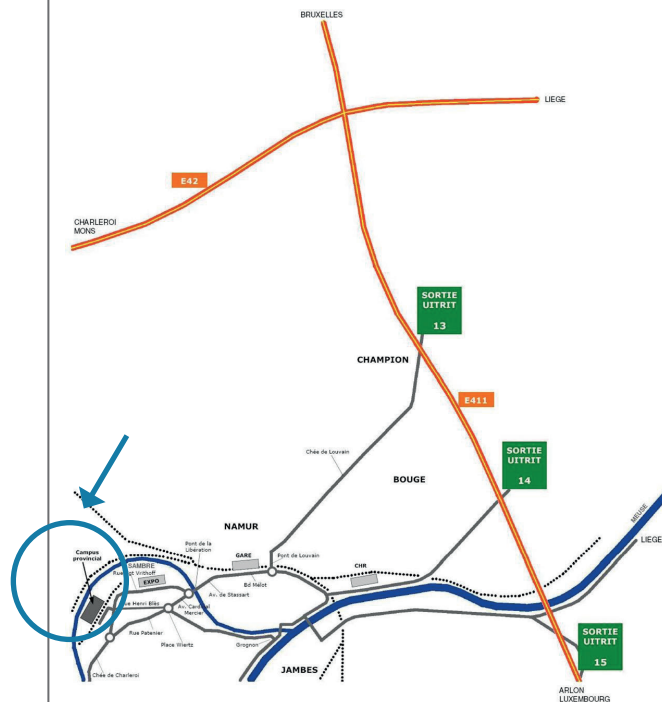 BRUXELLES
LIEGE
E42
CHARLEROI
MONS
SORTIE
UITRIT
13
CHAMPION
E411
Chée de Louvain
BOUGE
SORTIE
UITRIT
14
MEUSE
LIEGE
NAMUR
Pont de la
Libération
GARE
Pont de Louvain
CHR
Campus
provincial
SAMBRE
EXPO
Bd Mélot
Av. de Stassart
Rue Henri Blès
Av. Cardinal
Mercier
Rue Patenier
Place Wiertz
Grognon
JAMBES
Chée de Charleroi
SORTIE
UITRIT
15
ARLON
LUXEMBOURG